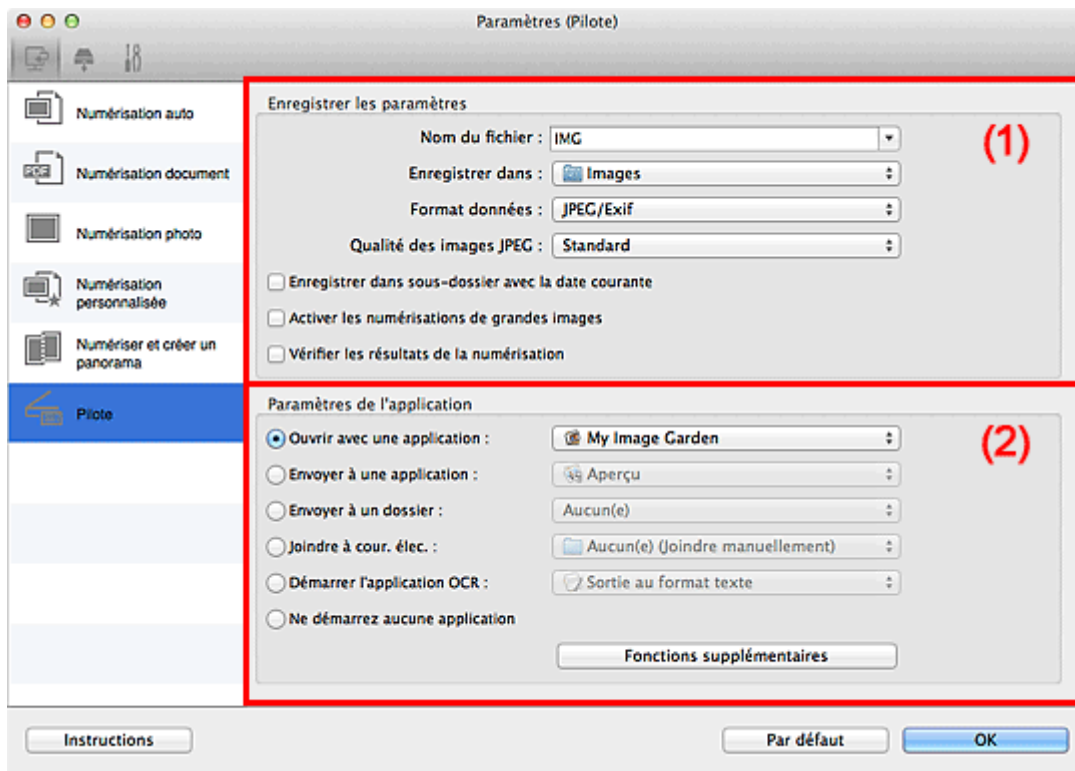 Paramètres (Pilote)
Numérisation auto
Numérisation document
Numérisation photo
Numérisation
personnalisée
Numériser et créer un
panorama
Pilote
Enregistrer les paramètres
(1)
Nom du fichier : IMG
Enregistrer dans : Images
Format données : JPEG/Exif
Qualité des images JPEG : Standard
Enregistrer dans sous-dossier avec la date courante
Activer les numérisations de grandes images
Vérifier les résultats de la numérisation
Paramètres de l'application
(2)
Ouvrir avec une application : My Image Garden
Envoyer à une application : Aperçu
Envoyer à un dossier : Aucun(e)
Joindre à cour. élec. : Aucun(e) (Joindre manuellement)
Démarrer l'application OCR : Sortie au format texte
Ne démarrez aucune application
Fonctions supplémentaires
Instructions
Par défaut
OK